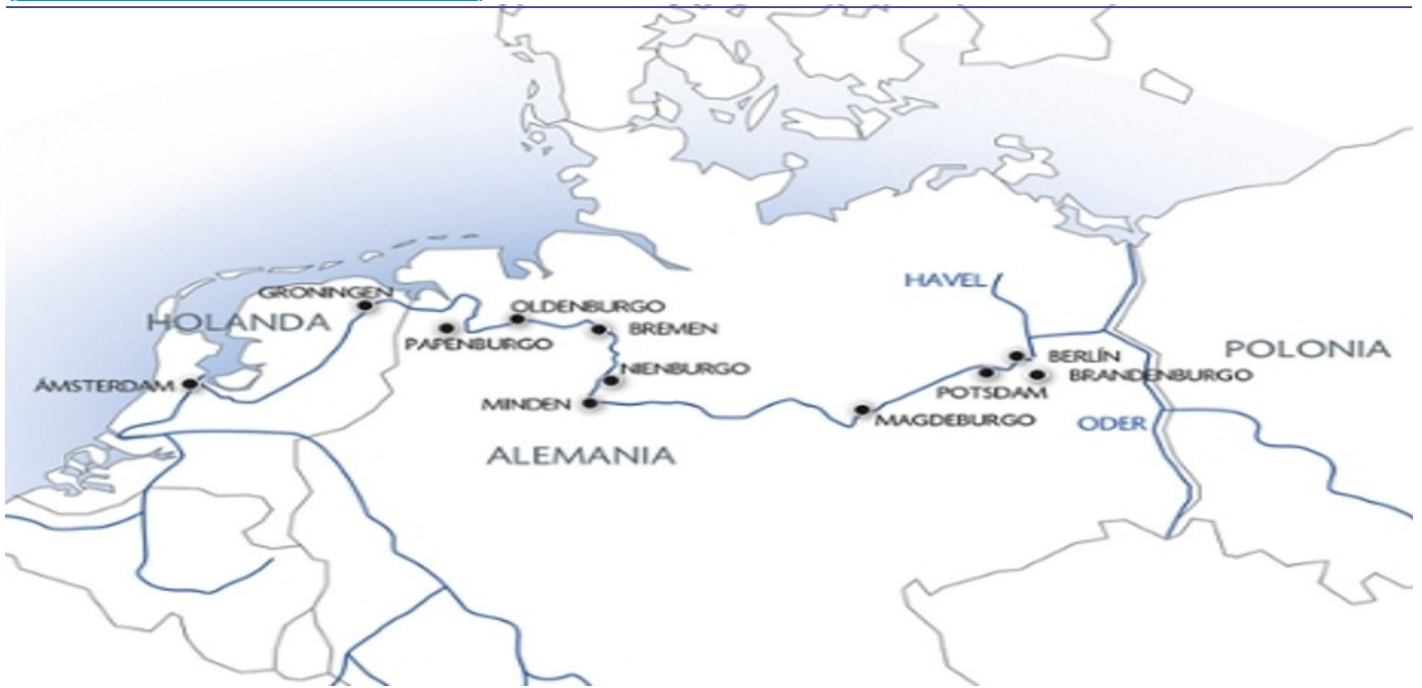 HAVEL
GRONINGEN
OLDENBURGO
HOLANDA
BREMEN
PAPENBURGO
POLONIA
BERLÍN
NIENBURGO
BRANDENBURGO
ÁMSTERDAM
POTSDAM
MINDEN
MAGDEBURGO
ODER
ALEMANIA